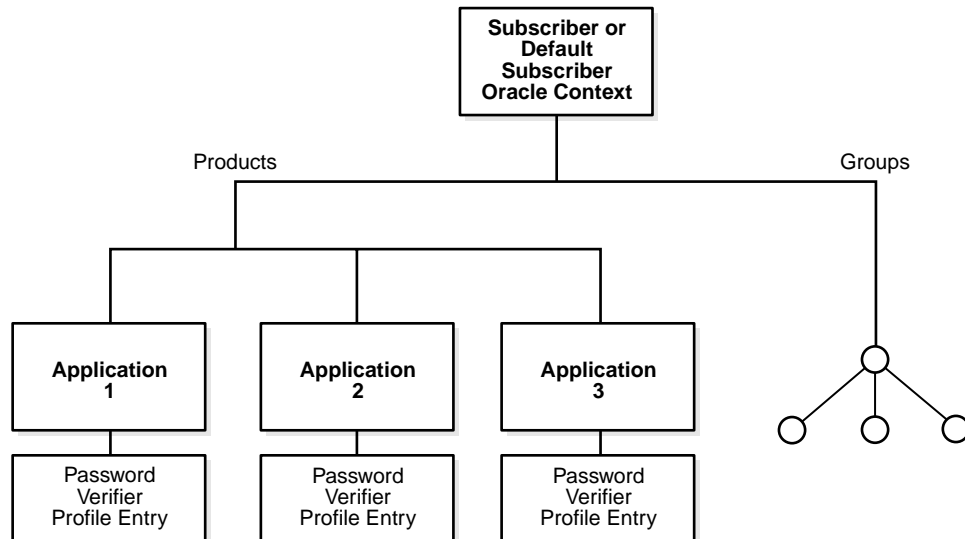 Subscriber or
Default
Subscriber
Oracle Context
Products
Groups
Application
1
Application
2
Application
3
Password
Verifier
Profile Entry
Password
Verifier
Profile Entry
Password
Verifier
Profile Entry